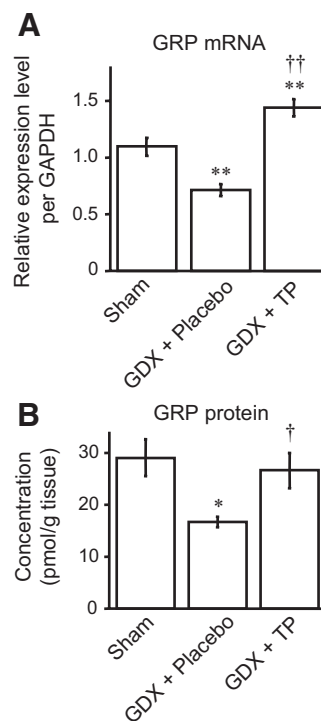 A
GRP mRNA
Relative expression level
per GAPDH
1.5
1.0
0.5
0
**
††
**
Sham
GDX + Placebo
GDX + TP
B
GRP protein
Concentration
(pmol/g tissue)
30
20
10
0
*
†
Sham
GDX + Placebo
GDX + TP